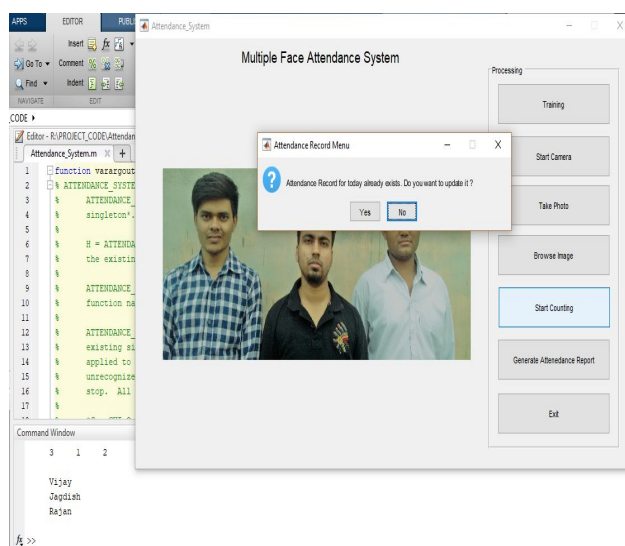 APPS EDITOR PUBL
Insert fx
Go To Comment %
Find Indent
NAVIGATE EDIT
CODE
Editor - R:\PROJECT_CODE\Attendan
Attendance_System.m × +
1 function varargout
2 % ATTENDANCE_SYSTE
3 % ATTENDANCE_
4 % singleton*.
5 %
6 % H = ATTENDA
7 % the existin
8 %
9 % ATTENDANCE_
10 % function na
11 %
12 % ATTENDANCE_
13 % existing si
14 % applied to
15 % unrecognize
16 % stop. All
17 %
Command Window
3 1 2
Vijay
Jagdish
Rajan
fx >>
Attendance_System
Multiple Face Attendance System
Attendance Record Menu
Attendance Record for today already exists. Do you want to update it ?
Yes No
Processing
Training
Start Camera
Take Photo
Browse Image
Start Counting
Generate Attenedance Report
Exit